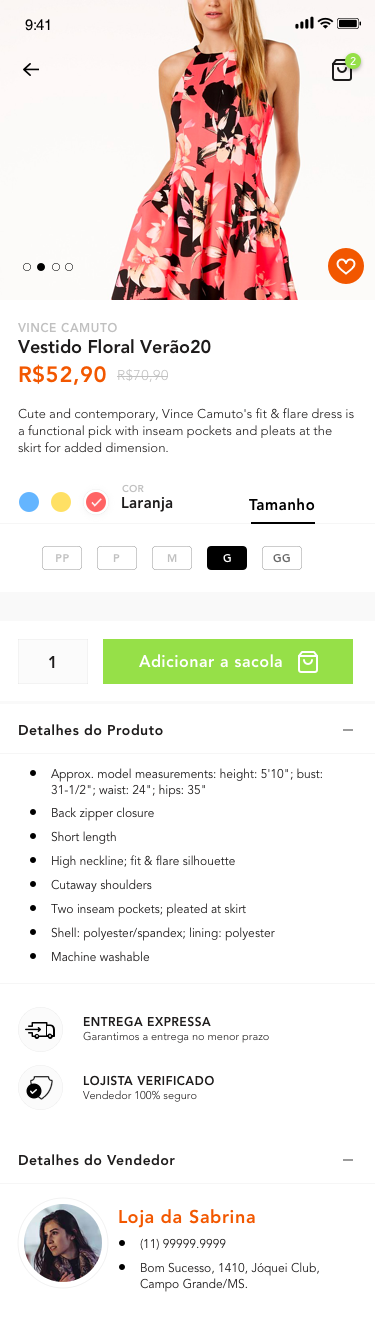 9:41
2
VINCE CAMUTO
Vestido Floral Verão20
R$52,90 R$70,90
Cute and contemporary, Vince Camuto's fit & flare dress is
a functional pick with inseam pockets and pleats at the
skirt for added dimension.
COR
Laranja
Tamanho
PP P M G GG
1
Adicionar a sacola
Detalhes do Produto
Approx. model measurements: height: 5'10"; bust:
31-1/2"; waist: 24"; hips: 35"
Back zipper closure
Short length
High neckline; fit & flare silhouette
Cutaway shoulders
Two inseam pockets; pleated at skirt
Shell: polyester/spandex; lining: polyester
Machine washable
ENTREGA EXPRESSA
Garantimos a entrega no menor prazo
LOJISTA VERIFICADO
Vendedor 100% seguro
Detalhes do Vendedor
Loja da Sabrina
(11) 99999.9999
Bom Sucesso, 1410, Jóquei Club,
Campo Grande/MS.